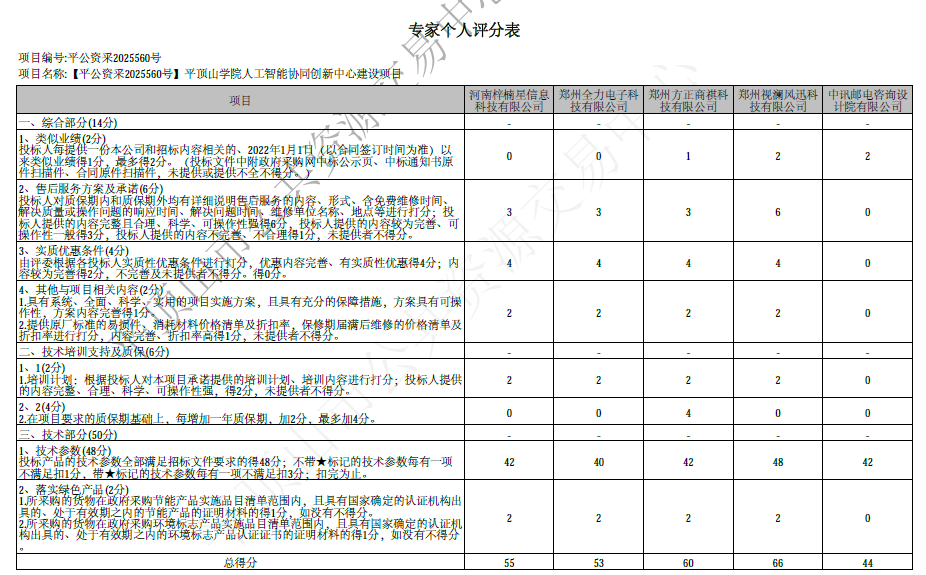 专家个人评分表
项目编号:平公资采2025560号
项目名称:【平公资采2025560号】平顶山学院人工智能协同创新中心建设项目
项目 河南梓楠星信息科技有限公司 郑州全力电子科技有限公司 郑州方正商祺科技有限公司 郑州视澜风迅科技有限公司 中讯邮电咨询设计院有限公司
一、综合部分(14分) - - - - -
1、类似业绩(2分)
投标人每提供一份本公司和招标内容相关的、2022年1月1日（以合同签订时间为准）以
来类似业绩得1分，最多得2分。（投标文件中附政府采购网中标公示页、中标通知书原
件扫描件、合同原件扫描件，未提供或提供不全不得分。）
0 0 1 2 2
2、售后服务方案及承诺(6分)
投标人对质保期内和质保期外均有详细说明售后服务的内容、形式、含免费维修时间、
解决质量或操作问题的响应时间、解决问题时间、维修单位名称、地点等进行打分；投
标人提供的内容完整且合理、科学、可操作性强得6分，投标人提供的内容较为完善、可
操作性一般得3分，投标人提供的内容不完善、不合理得1分，未提供者不得分。
3 3 3 6 0
3、实质优惠条件(4分)
由评委根据各投标人实质性优惠条件进行打分，优惠内容完善、有实质性优惠得4分；内
容较为完善得2分，不完善及未提供者不得分。得0分。
4 4 4 4 0
4、其他与项目相关内容(2分)
1.具有系统、全面、科学、实用的项目实施方案，且具有充分的保障措施，方案具有可操
作性，方案内容完善得1分。
2.提供原厂标准的易损件、消耗材料价格清单及折扣率，保修期届满后维修的价格清单及
折扣率进行打分，内容完善、折扣率高得1分，未提供者不得分。
2 2 2 2 0
二、技术培训支持及质保(6分) - - - - -
1、1(2分)
1.培训计划：根据投标人对本项目承诺提供的培训计划、培训内容进行打分；投标人提供
的内容完整、合理、科学、可操作性强，得2分，未提供者不得分。
2 2 2 2 0
2、2(4分)
2.在项目要求的质保期基础上，每增加一年质保期，加2分，最多加4分。
0 0 4 0 0
三、技术部分(50分) - - - - -
1、技术参数(48分)
投标产品的技术参数全部满足招标文件要求的得48分；不带★标记的技术参数每有一项
不满足扣1分，带★标记的技术参数每有一项不满足扣3分；扣完为止。
42 40 42 48 42
2、落实绿色产品(2分)
1.所采购的货物在政府采购节能产品实施品目清单范围内，且具有国家确定的认证机构出
具的、处于有效期之内的节能产品的证明材料的得1分，如没有不得分。
2.所采购的货物在政府采购环境标志产品实施品目清单范围内，且具有国家确定的认证机
构出具的、处于有效期之内的环境标志产品认证证书的证明材料的得1分，如没有不得分
。
2 2 2 2 0
总得分 55 53 60 66 44